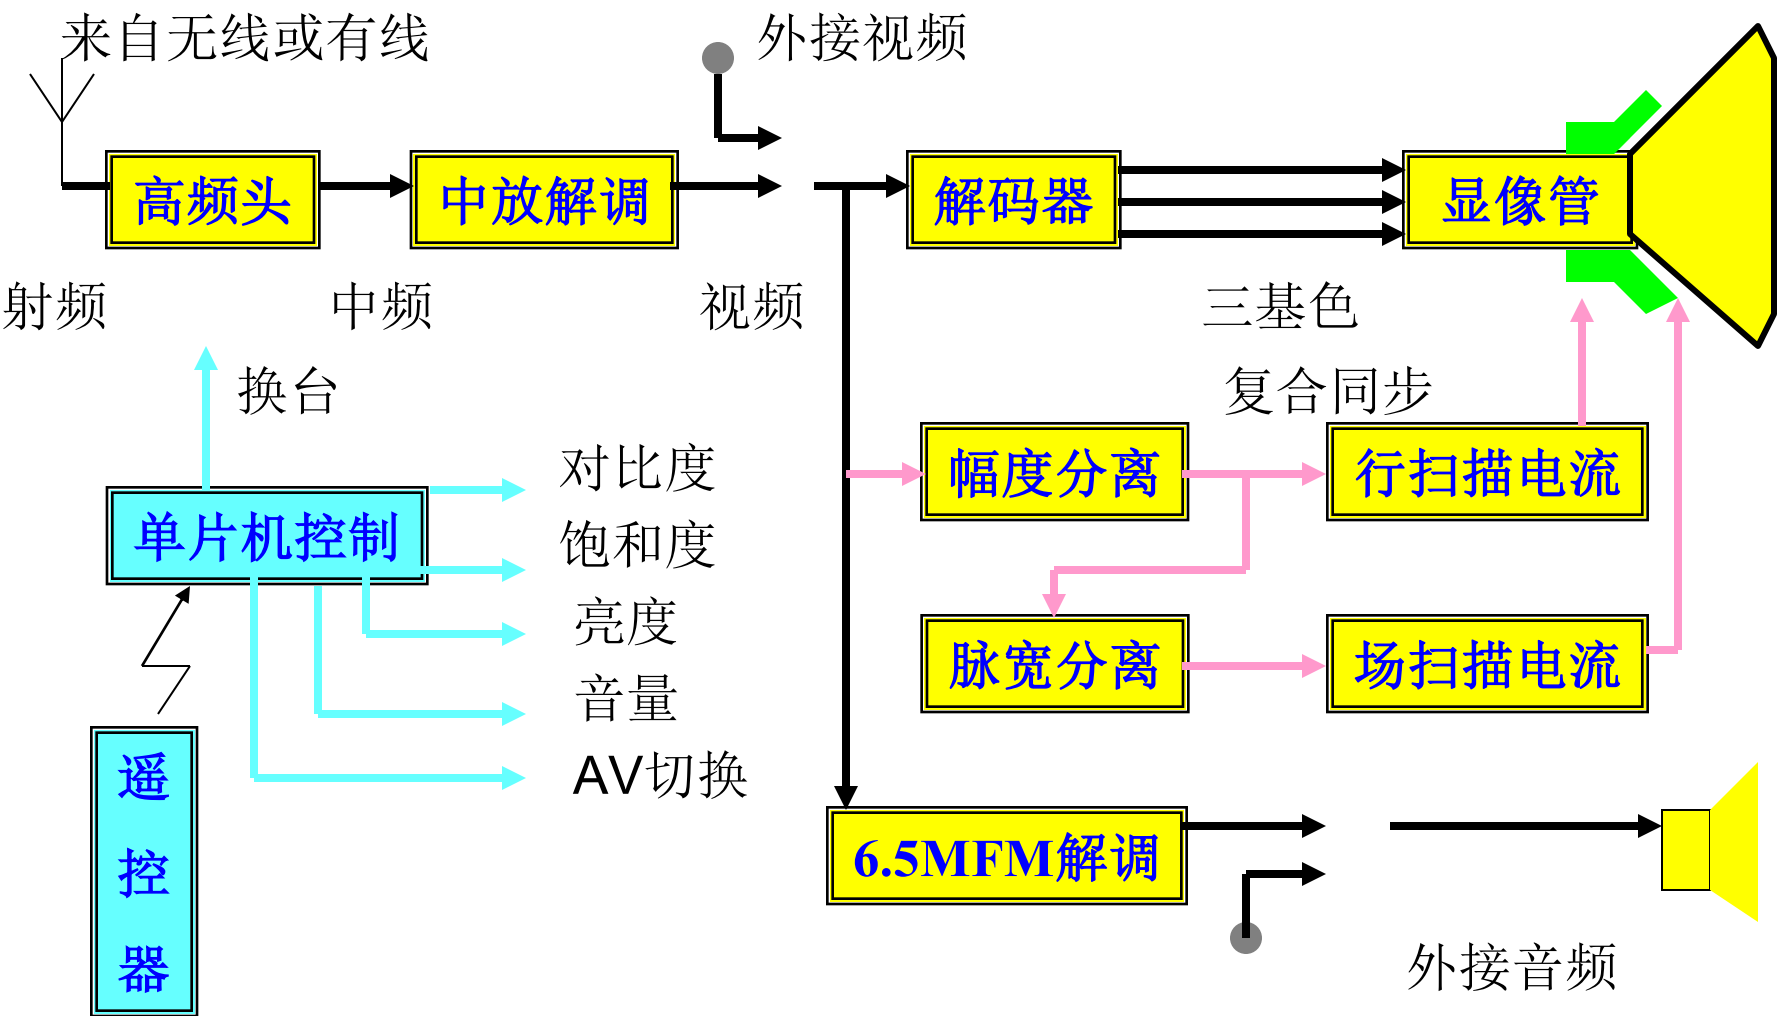 来自无线或有线
外接视频
高频头
中放解调
解码器
显像管
射频
中频
视频
三基色
换台
复合同步
对比度
幅度分离
行扫描电流
单片机控制
饱和度
亮度
脉宽分离
场扫描电流
音量
AV切换
遥
控
器
6.5MFM解调
外接音频